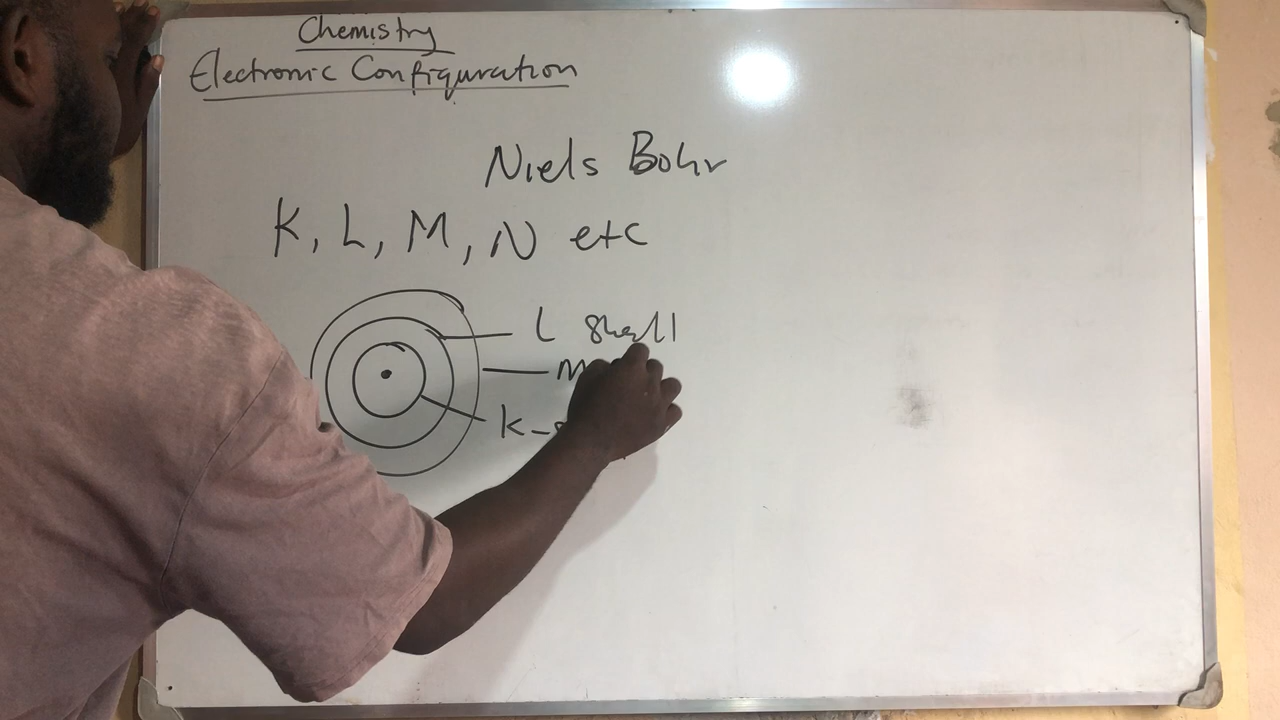 Chemistry
Electronic Configuration
Niels Bohr
K, L, M, N etc
L shell
M
K-